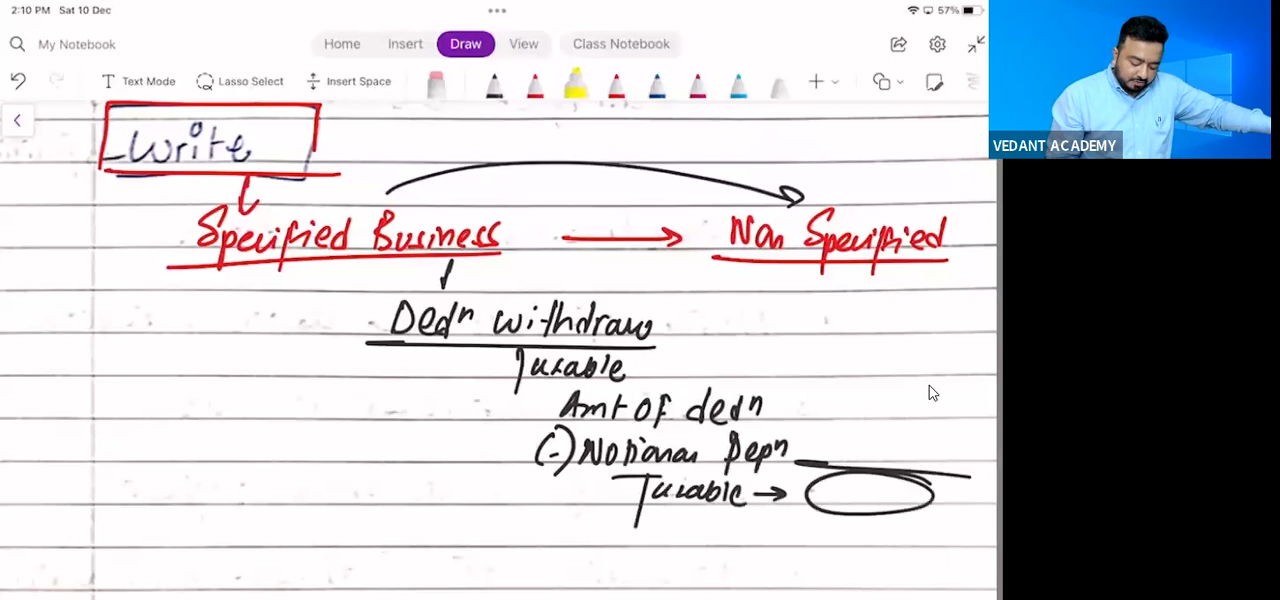 2:10 PM Sat 10 Dec
57%
My Notebook
Home Insert Draw View Class Notebook
Text Mode Lasso Select Insert Space
VEDANT ACADEMY
Write
Specified Business → Non Specified
Dedn withdraw
Taxable
Amt of dedn
(-) Notional Depn
Taxable →